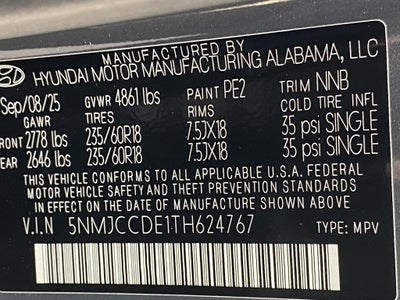 MANUFACTURED BY
HYUNDAI MOTOR MANUFACTURING ALABAMA, LLC
Sep/08/25 GVWR 4861 lbs PAINT PE2 TRIM NNB
GAWR TIRES RIMS COLD TIRE INFL
FRONT 2778 lbs 235/60R18 7.5JX18 35 psi SINGLE
REAR 2646 lbs 235/60R18 7.5JX18 35 psi SINGLE
THIS VEHICLE CONFORMS TO ALL APPLICABLE U.S.A. FEDERAL
MOTOR VEHICLE SAFETY AND THEFT PREVENTION STANDARDS
IN EFFECT ON THE DATE OF MANUFACTURE SHOWN ABOVE
V.I.N 5NMJCCDE1TH624767 TYPE: MPV